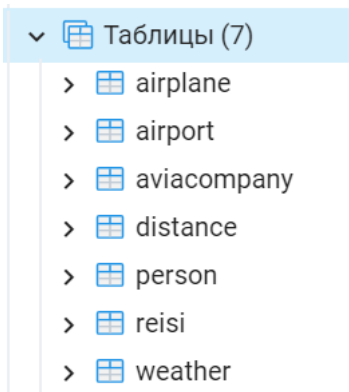 Таблицы (7)
airplane
airport
aviacompany
distance
person
reisi
weather